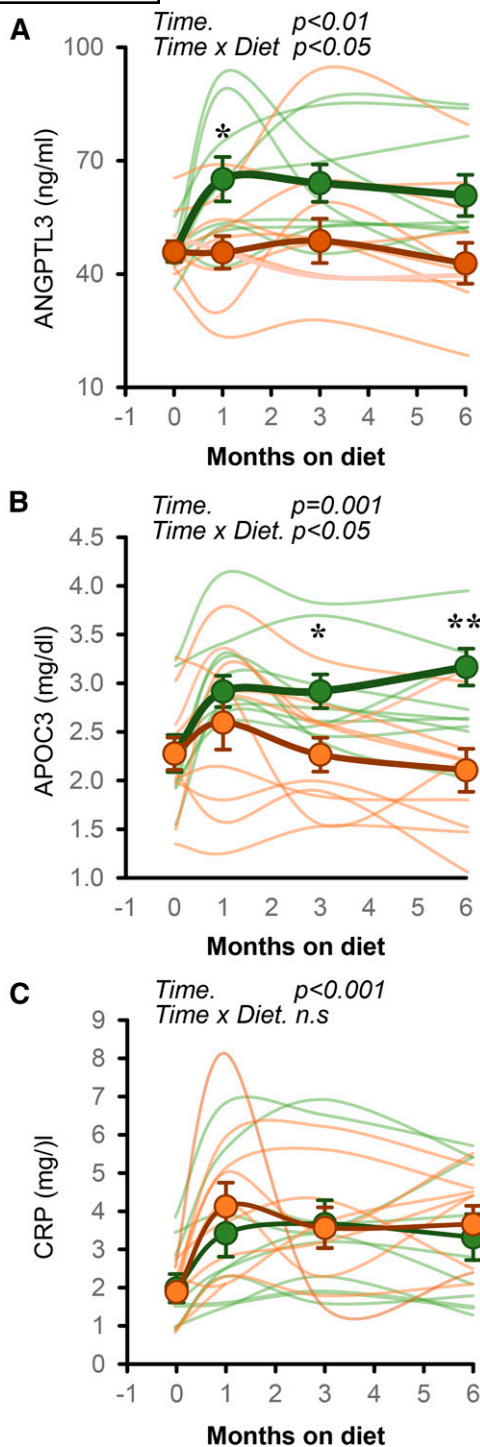 A
Time. p<0.01
Time x Diet p<0.05
100
70
40
10
ANGPTL3 (ng/ml)
*
-1 0 1 2 3 4 5 6
Months on diet
B
Time. p=0.001
Time x Diet. p<0.05
4.5
4.0
3.5
3.0
2.5
2.0
1.5
1.0
APOC3 (mg/dl)
*
**
-1 0 1 2 3 4 5 6
Months on diet
C
Time. p<0.001
Time x Diet. n.s
9
8
7
6
5
4
3
2
1
0
CRP (mg/)l
-1 0 1 2 3 4 5 6
Months on diet